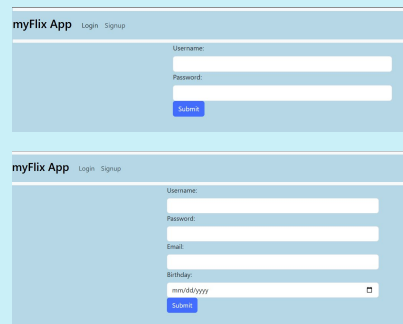 myFlix App Login Signup
Username:
Password:
Submit
myFlix App Login Signup
Username:
Password:
Email:
Birthday:
mm/dd/yyyy
Submit